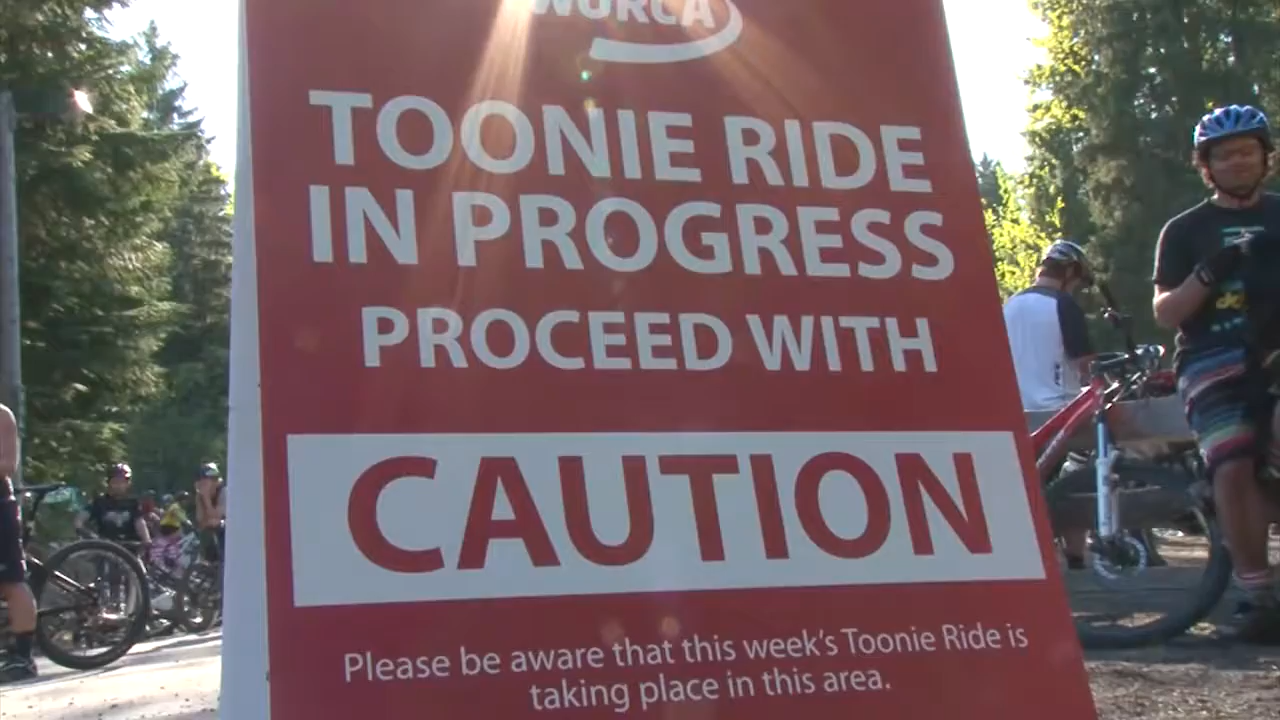 WORCA
TOONIE RIDE
IN PROGRESS
PROCEED WITH
CAUTION
Please be aware that this week's Toonie Ride is
taking place in this area.